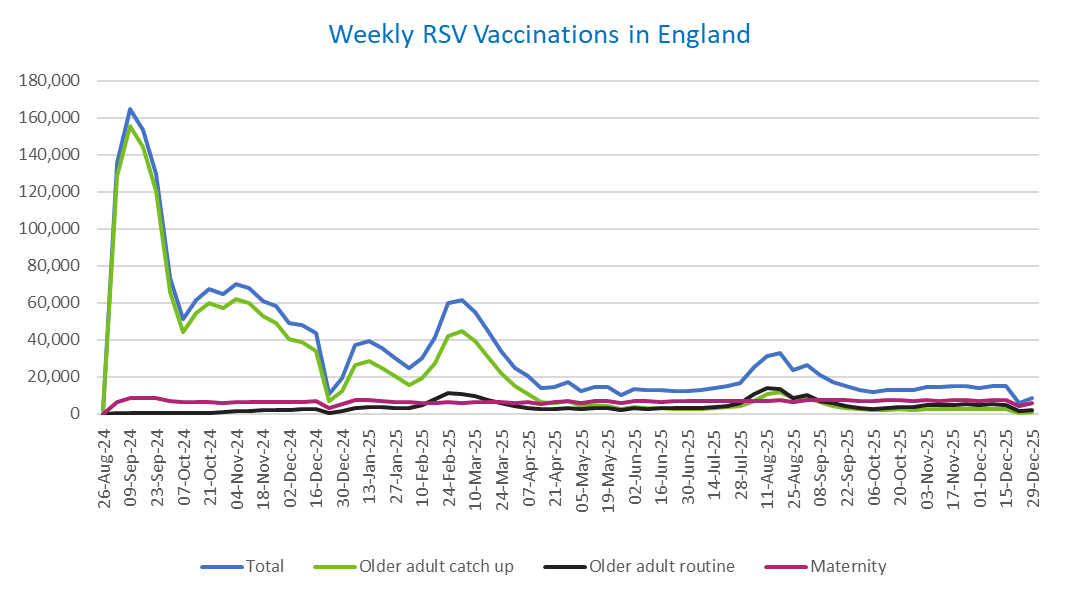 Weekly RSV Vaccinations in England
180,000
160,000
140,000
120,000
100,000
80,000
60,000
40,000
20,000
0
26-Aug-24
09-Sep-24
23-Sep-24
07-Oct-24
21-Oct-24
04-Nov-24
18-Nov-24
02-Dec-24
16-Dec-24
30-Dec-24
13-Jan-25
27-Jan-25
10-Feb-25
24-Feb-25
10-Mar-25
24-Mar-25
07-Apr-25
21-Apr-25
05-May-25
19-May-25
02-Jun-25
16-Jun-25
30-Jun-25
14-Jul-25
28-Jul-25
11-Aug-25
25-Aug-25
08-Sep-25
22-Sep-25
06-Oct-25
20-Oct-25
03-Nov-25
17-Nov-25
01-Dec-25
15-Dec-25
29-Dec-25
Total
Older adult catch up
Older adult routine
Maternity